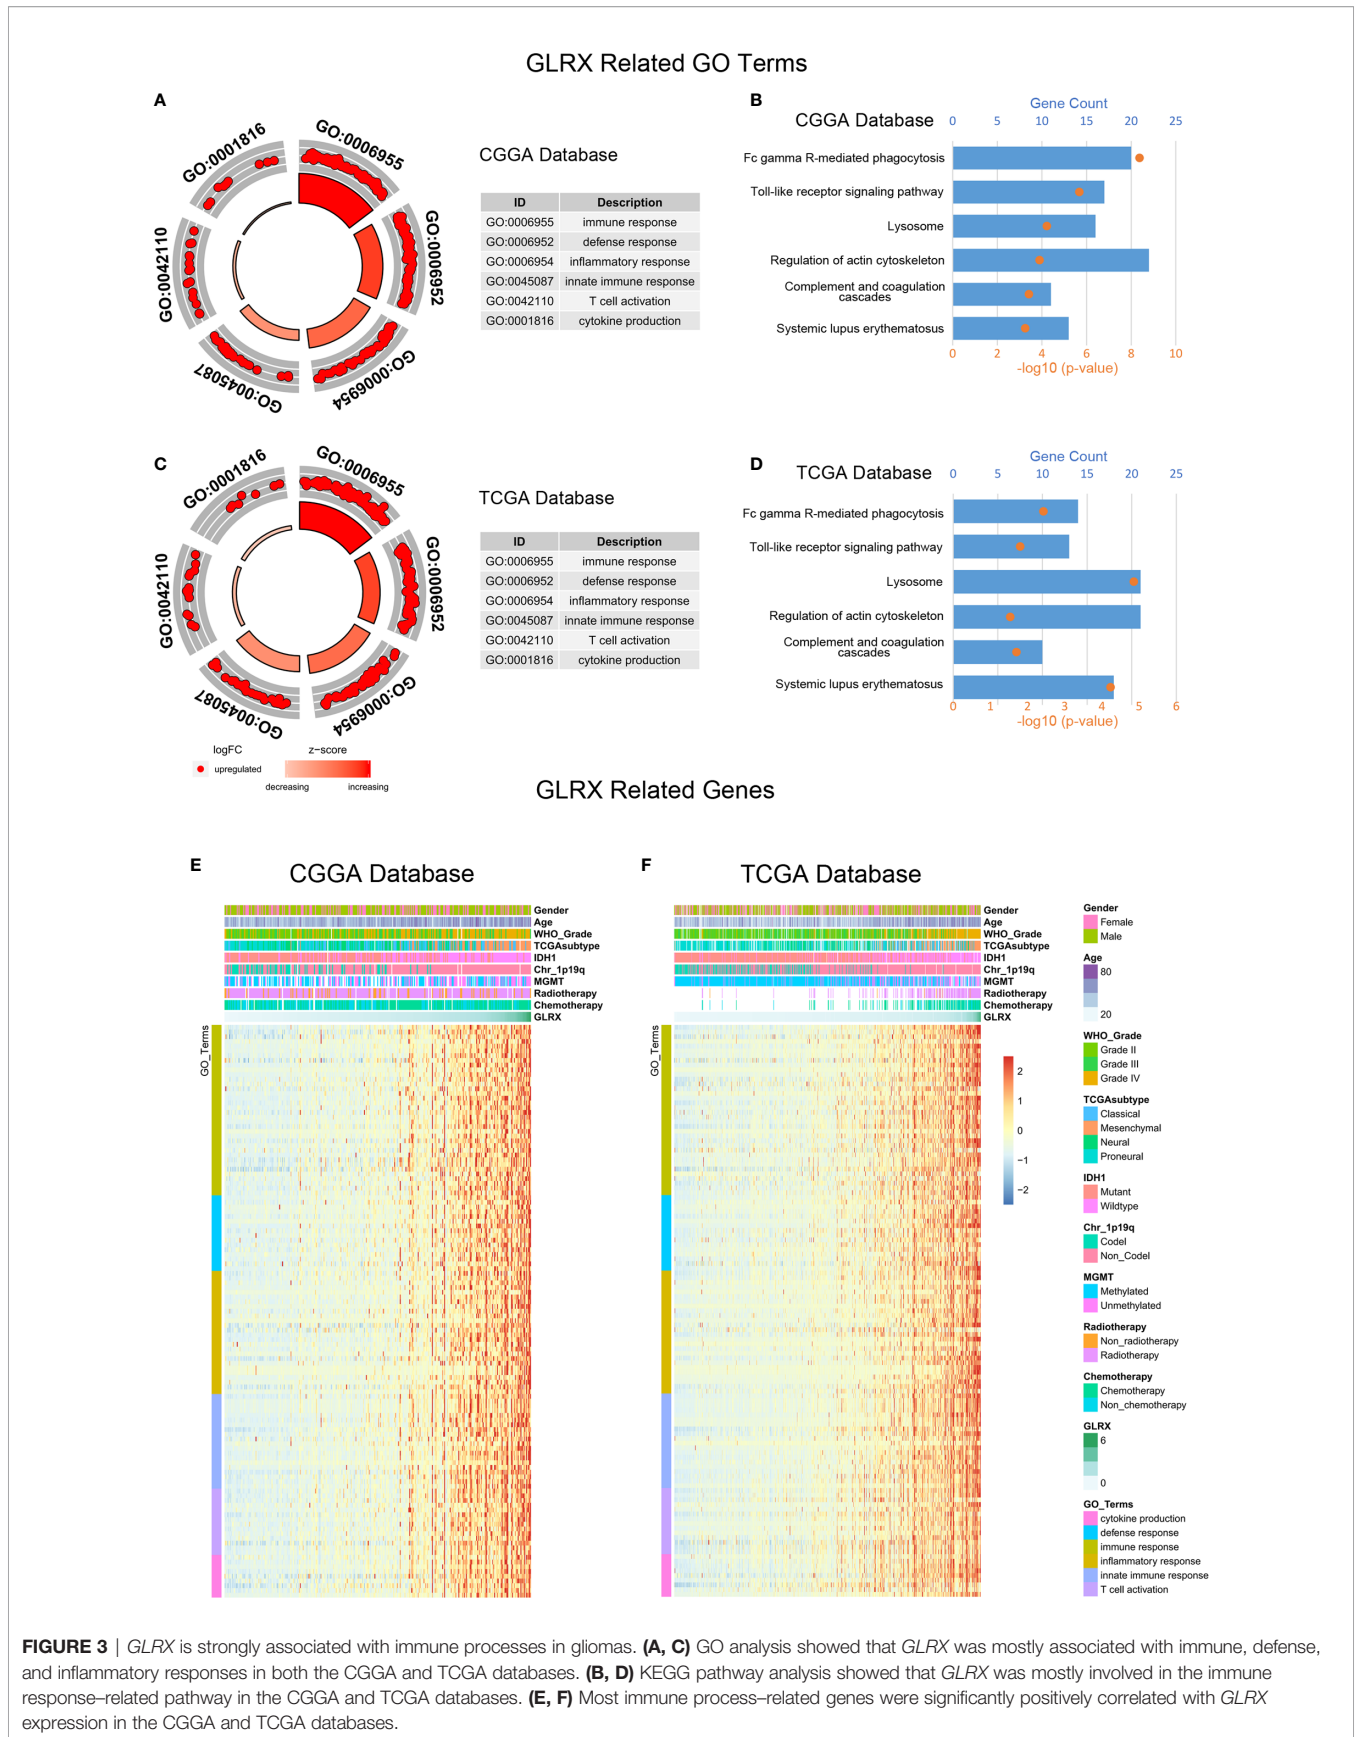 GLRX Related GO Terms
A
GO:0001816
GO:0006955
GO:0042110
GO:0006952
GO:0045087
GO:0006954
CGGA Database
ID Description
GO:0006955 immune response
GO:0006952 defense response
GO:0006954 inflammatory response
GO:0045087 innate immune response
GO:0042110 T cell activation
GO:0001816 cytokine production
B
Gene Count
CGGA Database 0 5 10 15 20 25
Fc gamma R-mediated phagocytosis
Toll-like receptor signaling pathway
Lysosome
Regulation of actin cytoskeleton
Complement and coagulation
cascades
Systemic lupus erythematosus
0 2 4 6 8 10
-log10 (p-value)
C
GO:0001816
GO:0006955
GO:0042110
GO:0006952
GO:0045087
GO:0006954
logFC
upregulated
z-score
decreasing increasing
TCGA Database
ID Description
GO:0006955 immune response
GO:0006952 defense response
GO:0006954 inflammatory response
GO:0045087 innate immune response
GO:0042110 T cell activation
GO:0001816 cytokine production
D
Gene Count
TCGA Database 0 5 10 15 20 25
Fc gamma R-mediated phagocytosis
Toll-like receptor signaling pathway
Lysosome
Regulation of actin cytoskeleton
Complement and coagulation
cascades
Systemic lupus erythematosus
0 1 2 3 4 5 6
-log10 (p-value)
GLRX Related Genes
E
CGGA Database
Gender
Age
WHO_Grade
TCGAsubtype
IDH1
Chr_1p19q
MGMT
Radiotherapy
Chemotherapy
GLRX
GO_Terms
F
TCGA Database
Gender
Age
WHO_Grade
TCGAsubtype
IDH1
Chr_1p19q
MGMT
Radiotherapy
Chemotherapy
GLRX
GO_Terms
2
1
0
−1
−2
Gender
Female
Male
Age
80
20
WHO_Grade
Grade II
Grade III
Grade IV
TCGAsubtype
Classical
Mesenchymal
Neural
Proneural
IDH1
Mutant
Wildtype
Chr_1p19q
Codel
Non_Codel
MGMT
Methylated
Unmethylated
Radiotherapy
Non_radiotherapy
Radiotherapy
Chemotherapy
Chemotherapy
Non_chemotherapy
GLRX
6
0
GO_Terms
cytokine production
defense response
immune response
inflammatory response
innate immune response
T cell activation
FIGURE 3 | GLRX is strongly associated with immune processes in gliomas. (A, C) GO analysis showed that GLRX was mostly associated with immune, defense,
and inflammatory responses in both the CGGA and TCGA databases. (B, D) KEGG pathway analysis showed that GLRX was mostly involved in the immune
response–related pathway in the CGGA and TCGA databases. (E, F) Most immune process–related genes were significantly positively correlated with GLRX
expression in the CGGA and TCGA databases.